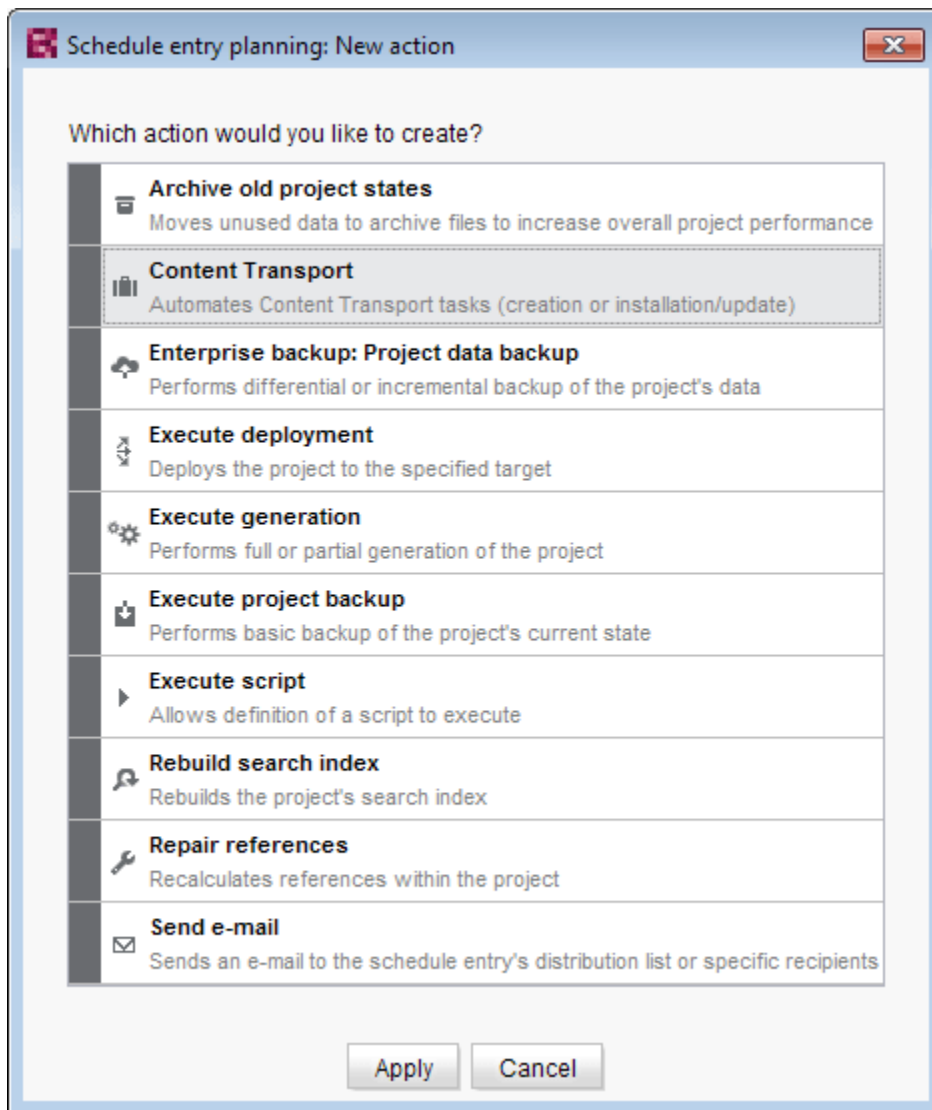 Schedule entry planning: New action
Which action would you like to create?
Archive old project states
Moves unused data to archive files to increase overall project performance
Content Transport
Automates Content Transport tasks (creation or installation/update)
Enterprise backup: Project data backup
Performs differential or incremental backup of the project's data
Execute deployment
Deploys the project to the specified target
Execute generation
Performs full or partial generation of the project
Execute project backup
Performs basic backup of the project's current state
Execute script
Allows definition of a script to execute
Rebuild search index
Rebuilds the project's search index
Repair references
Recalculates references within the project
Send e-mail
Sends an e-mail to the schedule entry's distribution list or specific recipients
Apply Cancel